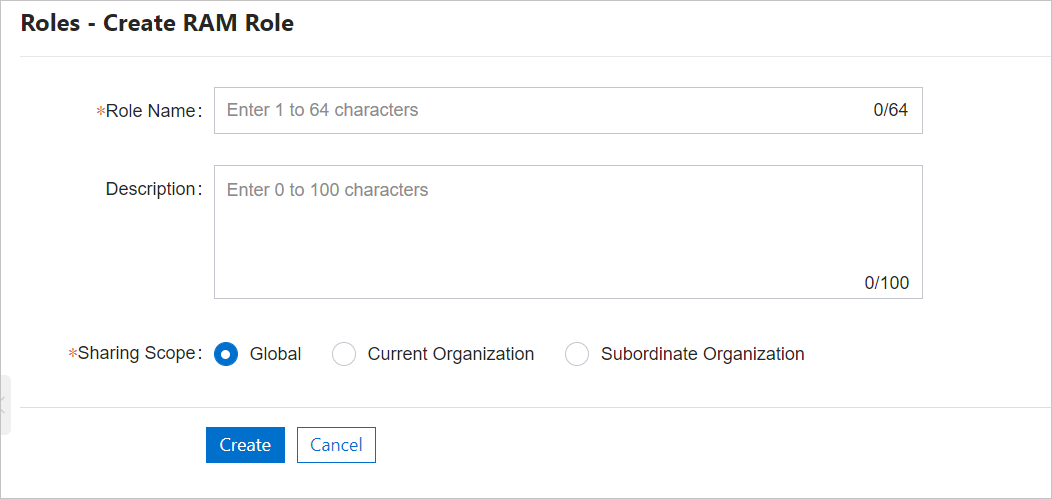 Roles - Create RAM Role
*Role Name:
Enter 1 to 64 characters
0/64
Description:
Enter 0 to 100 characters
0/100
*Sharing Scope: Global Current Organization Subordinate Organization
Create Cancel